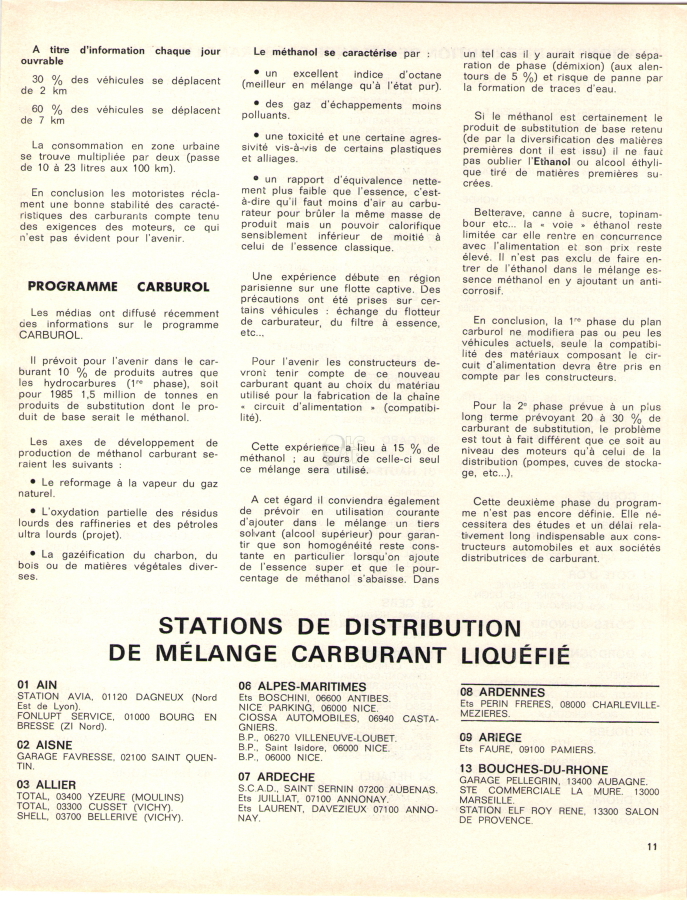 A titre d'information chaque jour
ouvrable
30 % des véhicules se déplacent
de 2 km
60 % des véhicules se déplacent
de 7 km
La consommation en zone urbaine
se trouve multipliée par deux (passe
de 10 à 23 litres aux 100 km).
En conclusion les motoristes récla-
ment une bonne stabilité des caracté-
ristiques des carburants compte tenu
des exigences des moteurs, ce qui
n'est pas évident pour l'avenir.
PROGRAMME CARBUROL
Les médias ont diffusé récemment
des informations sur le programme
CARBUROL.
Il prévoit pour l'avenir dans le car-
burant 10 % de produits autres que
les hydrocarbures (1re phase), soit
pour 1985 1,5 million de tonnes en
produits de substitution dont le pro-
duit de base serait le méthanol.
Les axes de développement de
production de méthanol carburant se-
raient les suivants :
• Le reformage à la vapeur du gaz
naturel.
• L'oxydation partielle des résidus
lourds des raffineries et des pétroles
ultra lourds (projet).
• La gazéification du charbon, du
bois ou de matières végétales diver-
ses.
Le méthanol se caractérise par :
• un excellent indice d'octane
(meilleur en mélange qu'à l'état pur).
• des gaz d'échappements moins
polluants.
• une toxicité et une certaine agres-
sivité vis-à-vis de certains plastiques
et alliages.
• un rapport d'équivalence nette-
ment plus faible que l'essence, c'est-
à-dire qu'il faut moins d'air au carbu-
rateur pour brûler la même masse de
produit mais un pouvoir calorifique
sensiblement inférieur de moitié à
celui de l'essence classique.
Une expérience débute en région
parisienne sur une flotte captive. Des
précautions ont été prises sur cer-
tains véhicules : échange du flotteur
de carburateur, du filtre à essence,
etc...
Pour l'avenir les constructeurs de-
vront tenir compte de ce nouveau
carburant quant au choix du matériau
utilisé pour la fabrication de la chaîne
« circuit d'alimentation » (compatibi-
lité).
Cette expérience a lieu à 15 % de
méthanol ; au cours de celle-ci seul
ce mélange sera utilisé.
A cet égard il conviendra également
de prévoir en utilisation courante
d'ajouter dans le mélange un tiers
solvant (alcool supérieur) pour garan-
tir que son homogénéité reste cons-
tante en particulier lorsqu'on ajoute
de l'essence super et que le pour-
centage de méthanol s'abaisse. Dans
un tel cas il y aurait risque de sépa-
ration de phase (démixion) (aux alen-
tours de 5 %) et risque de panne par
la formation de traces d'eau.
Si le méthanol est certainement le
produit de substitution de base retenu
(de par la diversification des matières
premières dont il est issu) il ne faut
pas oublier l'Ethanol ou alcool éthyli-
que tiré de matières premières su-
crées.
Betterave, canne à sucre, topinam-
bour etc... la « voie » éthanol reste
limitée car elle rentre en concurrence
avec l'alimentation et son prix reste
élevé. Il n'est pas exclu de faire en-
trer de l'éthanol dans le mélange es-
sence méthanol en y ajoutant un anti-
corrosif.
En conclusion, la 1re phase du plan
carburol ne modifiera pas ou peu les
véhicules actuels, seule la compatibi-
lité des matériaux composant le cir-
cuit d'alimentation devra être pris en
compte par les constructeurs.
Pour la 2e phase prévue à un plus
long terme prévoyant 20 à 30 % de
carburant de substitution, le problème
est tout à fait différent que ce soit au
niveau des moteurs qu'à celui de la
distribution (pompes, cuves de stocka-
ge, etc...).
Cette deuxième phase du program-
me n'est pas encore définie. Elle né-
cessitera des études et un délai rela-
tivement long indispensable aux cons-
tructeurs automobiles et aux sociétés
distributrices de carburant.
STATIONS DE DISTRIBUTION
DE MÉLANGE CARBURANT LIQUÉFIÉ
01 AIN
STATION AVIA, 01120 DAGNEUX (Nord
Est de Lyon).
FONLUPT SERVICE, 01000 BOURG EN
BRESSE (ZI Nord).
02 AISNE
GARAGE FAVRESSE, 02100 SAINT QUEN-
TIN.
03 ALLIER
TOTAL, 03400 YZEURE (MOULINS)
TOTAL, 03300 CUSSET (VICHY).
SHELL, 03700 BELLERIVE (VICHY).
06 ALPES-MARITIMES
Ets BOSCHINI, 06600 ANTIBES.
NICE PARKING, 06000 NICE.
CIOSSA AUTOMOBILES, 06940 CASTA-
GNIERS.
B.P., 06270 VILLENEUVE-LOUBET.
B.P., Saint Isidore, 06000 NICE.
B.P., 06000 NICE.
07 ARDECHE
S.C.A.D., SAINT SERNIN 07200 AUBENAS.
Ets JUILLIAT, 07100 ANNONAY.
Ets LAURENT, DAVEZIEUX 07100 ANNO-
NAY.
08 ARDENNES
Ets PERIN FRERES, 08000 CHARLEVILLE-
MEZIERES.
09 ARIEGE
Ets FAURE, 09100 PAMIERS.
13 BOUCHES-DU-RHONE
GARAGE PELLEGRIN, 13400 AUBAGNE.
STE COMMERCIALE LA MURE. 13000
MARSEILLE.
STATION ELF ROY RENE, 13300 SALON
DE PROVENCE.
11